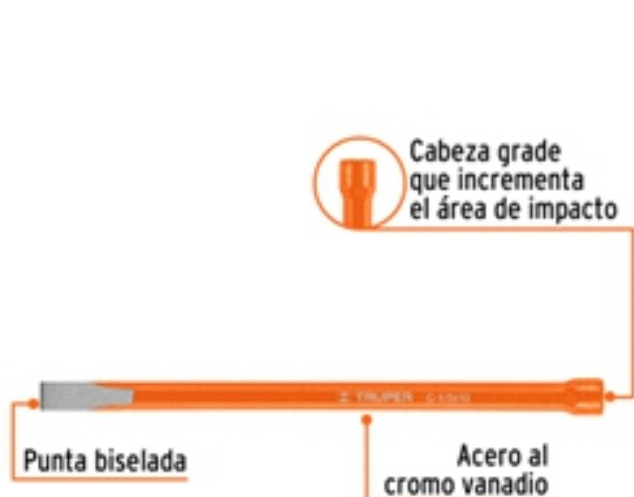 Cabeza grade
que incrementa
el área de impacto
TRUPER
Punta biselada
Acero al
cromo vanadio